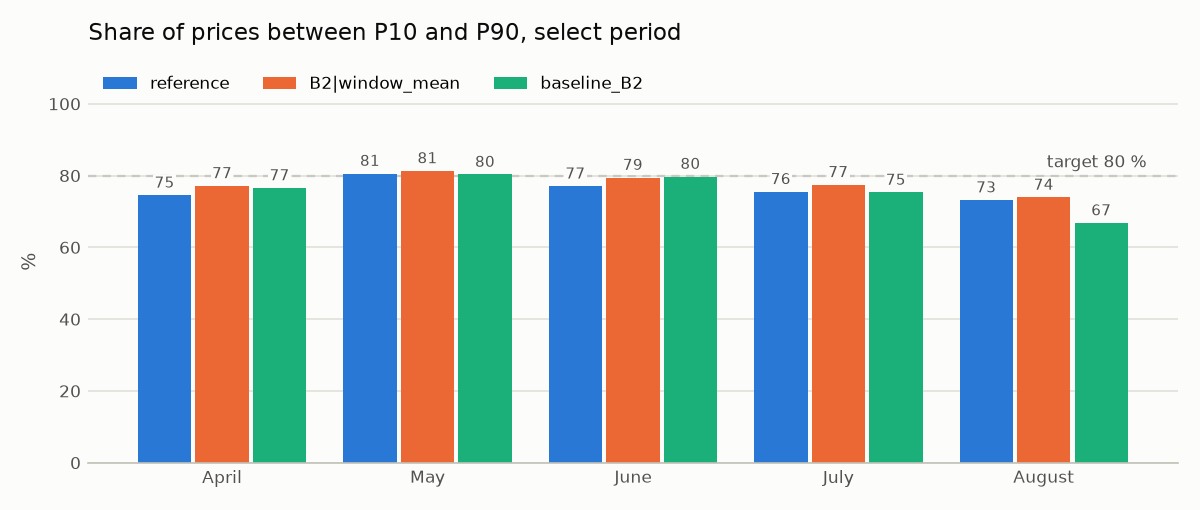 Share of prices between P10 and P90, select period
reference B2|window_mean baseline_B2
100
80
60
40
20
0
%
target 80 %
75 77 77 81 81 80 77 79 80 76 77 75 73 74 67
April May June July August